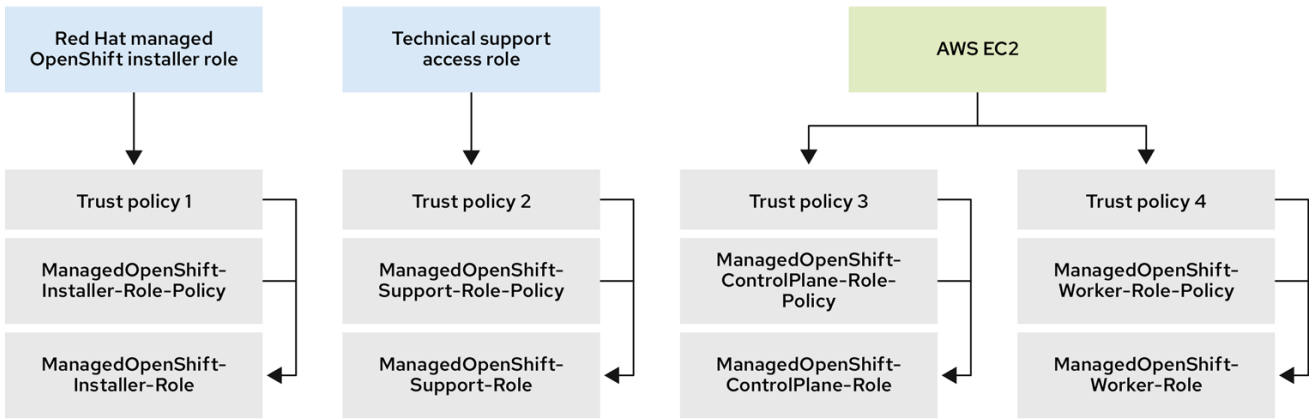 Red Hat managed
OpenShift installer role
Technical support
access role
AWS EC2
Trust policy 1
Trust policy 2
Trust policy 3
Trust policy 4
ManagedOpenShift-
Installer-Role-Policy
ManagedOpenShift-
Support-Role-Policy
ManagedOpenShift-
ControlPlane-Role-
Policy
ManagedOpenShift-
Worker-Role-Policy
ManagedOpenShift-
Installer-Role
ManagedOpenShift-
Support-Role
ManagedOpenShift-
ControlPlane-Role
ManagedOpenShift-
Worker-Role